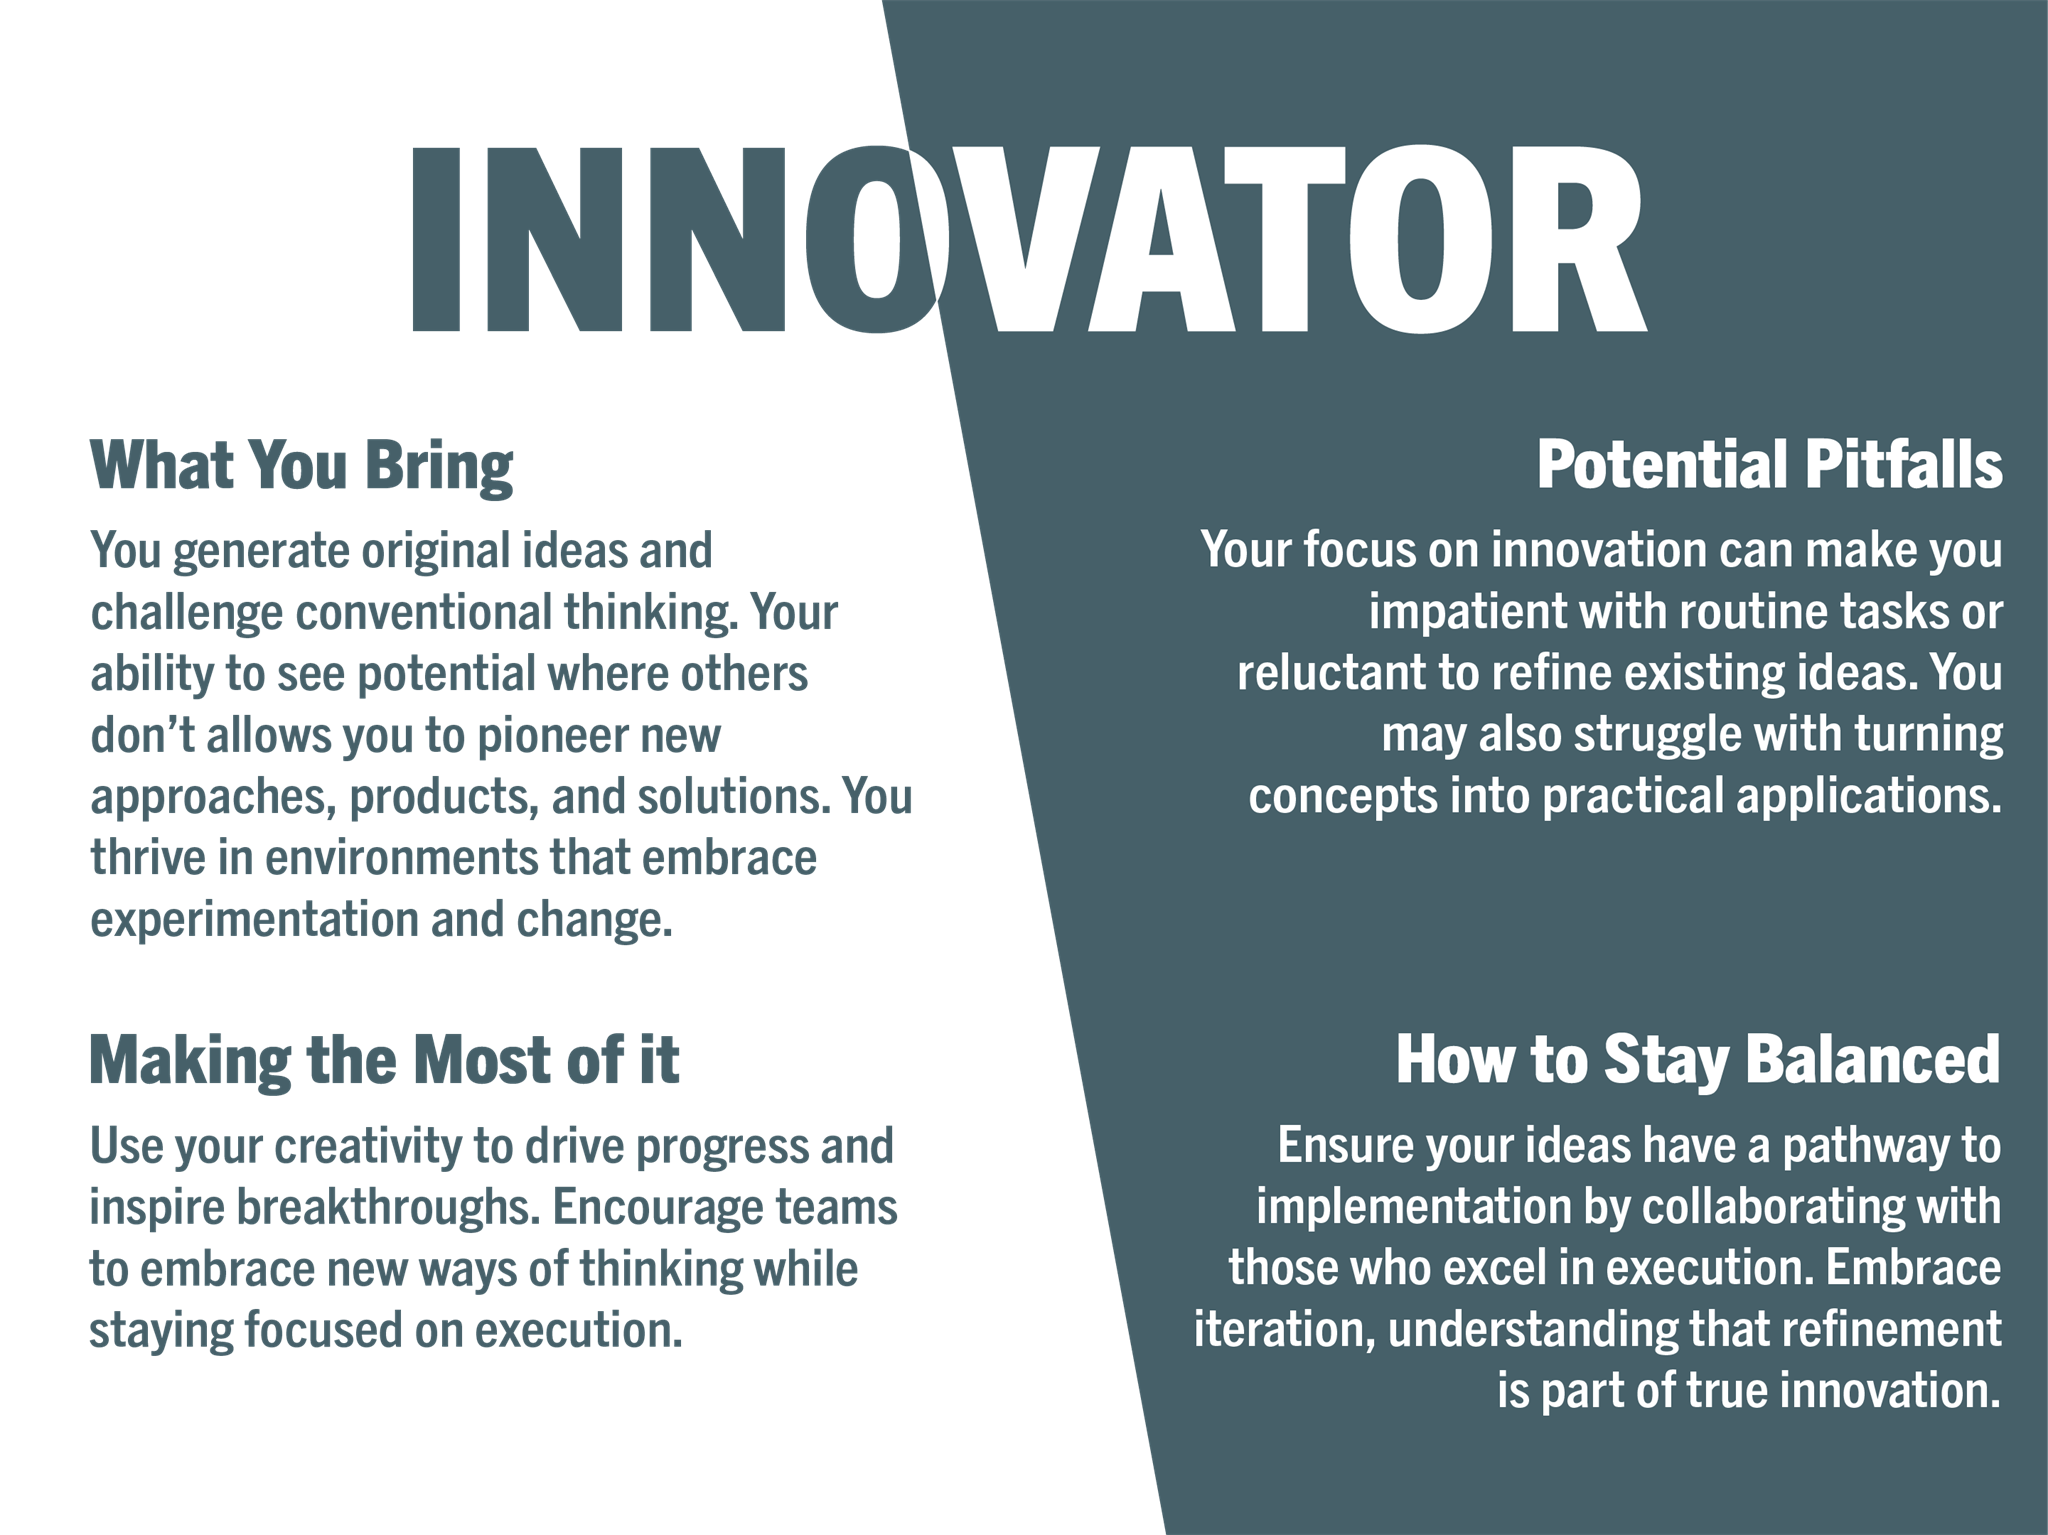 INNOVATOR
What You Bring
You generate original ideas and
challenge conventional thinking. Your
ability to see potential where others
don’t allows you to pioneer new
approaches, products, and solutions. You
thrive in environments that embrace
experimentation and change.
Making the Most of it
Use your creativity to drive progress and
inspire breakthroughs. Encourage teams
to embrace new ways of thinking while
staying focused on execution.
Potential Pitfalls
Your focus on innovation can make you
impatient with routine tasks or
reluctant to refine existing ideas. You
may also struggle with turning
concepts into practical applications.
How to Stay Balanced
Ensure your ideas have a pathway to
implementation by collaborating with
those who excel in execution. Embrace
iteration, understanding that refinement
is part of true innovation.